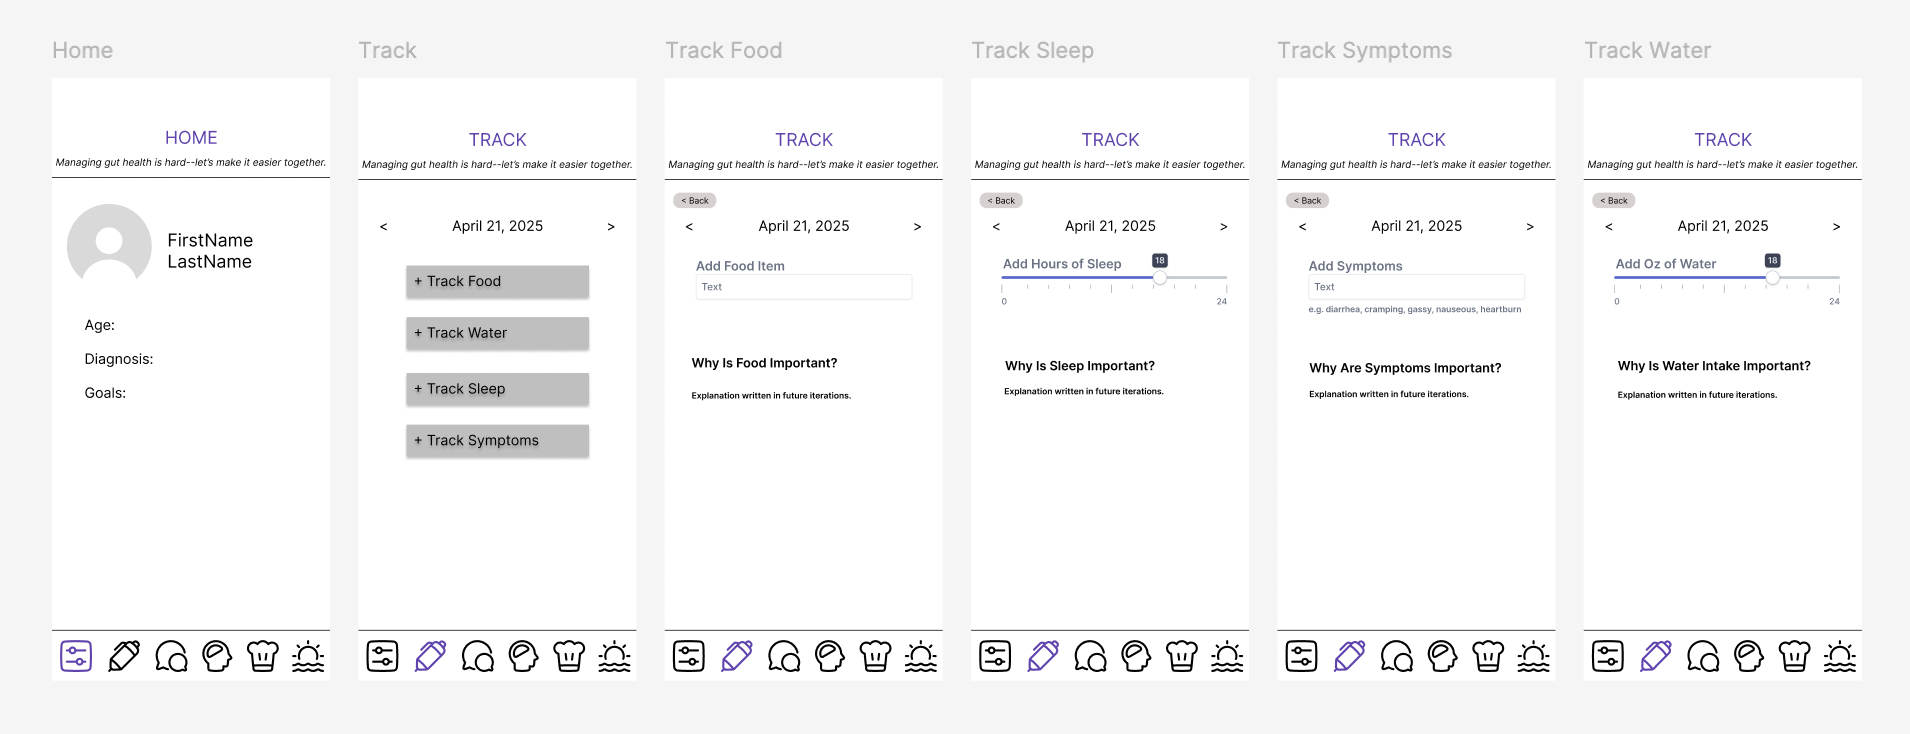 Home
HOME
Managing gut health is hard--let's make it easier together.
FirstName
LastName
Age:
Diagnosis:
Goals:
Track
TRACK
Managing gut health is hard--let's make it easier together.
< April 21, 2025 >
+ Track Food
+ Track Water
+ Track Sleep
+ Track Symptoms
Track Food
TRACK
Managing gut health is hard--let's make it easier together.
< Back
< April 21, 2025 >
Add Food Item
Text
Why Is Food Important?
Explanation written in future iterations.
Track Sleep
TRACK
Managing gut health is hard--let's make it easier together.
< Back
< April 21, 2025 >
Add Hours of Sleep 18
0 24
Why Is Sleep Important?
Explanation written in future iterations.
Track Symptoms
TRACK
Managing gut health is hard--let's make it easier together.
< Back
< April 21, 2025 >
Add Symptoms
Text
e.g. diarrhea, cramping, gassy, nauseous, heartburn
Why Are Symptoms Important?
Explanation written in future iterations.
Track Water
TRACK
Managing gut health is hard--let's make it easier together.
< Back
< April 21, 2025 >
Add Oz of Water 18
0 24
Why Is Water Intake Important?
Explanation written in future iterations.